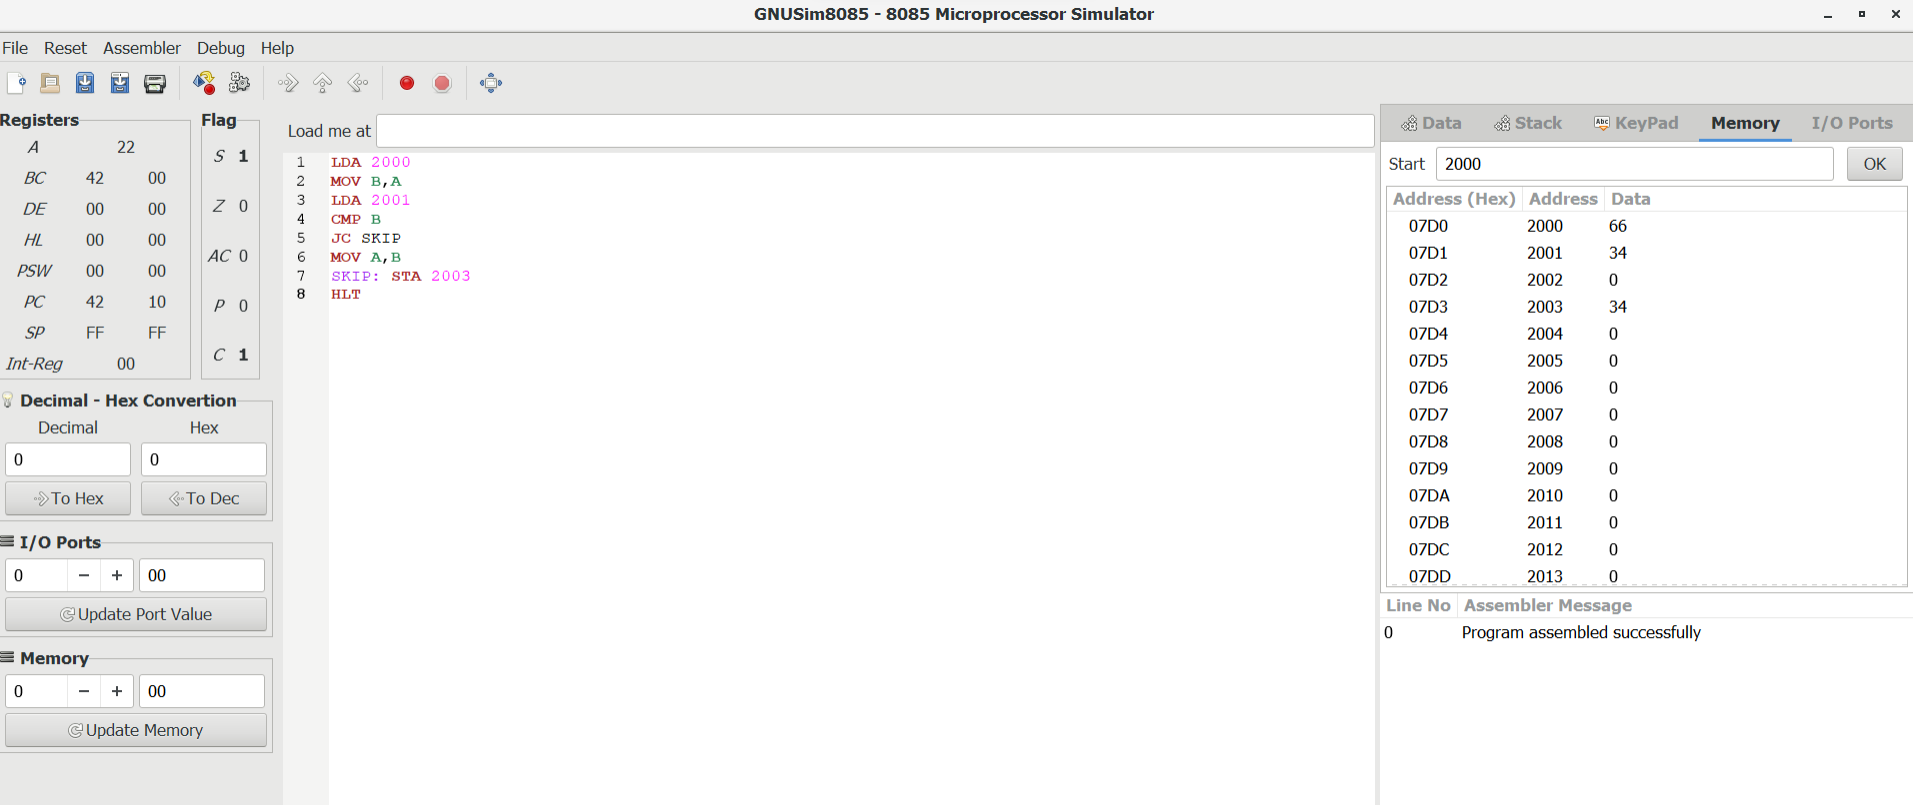 GNUSim8085 - 8085 Microprocessor Simulator
File Reset Assembler Debug Help
Registers
A 22
BC 42 00
DE 00 00
HL 00 00
PSW 00 00
PC 42 10
SP FF FF
Int-Reg 00
Flag
S 1
Z 0
AC 0
P 0
C 1
Decimal - Hex Convertion
Decimal Hex
0 0
To Hex To Dec
I/O Ports
0 − + 00
Update Port Value
Memory
0 − + 00
Update Memory
Load me at
1 LDA 2000
2 MOV B,A
3 LDA 2001
4 CMP B
5 JC SKIP
6 MOV A,B
7 SKIP: STA 2003
8 HLT
Data Stack Abc KeyPad Memory I/O Ports
Start 2000 OK
Address (Hex) Address Data
07D0 2000 66
07D1 2001 34
07D2 2002 0
07D3 2003 34
07D4 2004 0
07D5 2005 0
07D6 2006 0
07D7 2007 0
07D8 2008 0
07D9 2009 0
07DA 2010 0
07DB 2011 0
07DC 2012 0
07DD 2013 0
Line No Assembler Message
0 Program assembled successfully